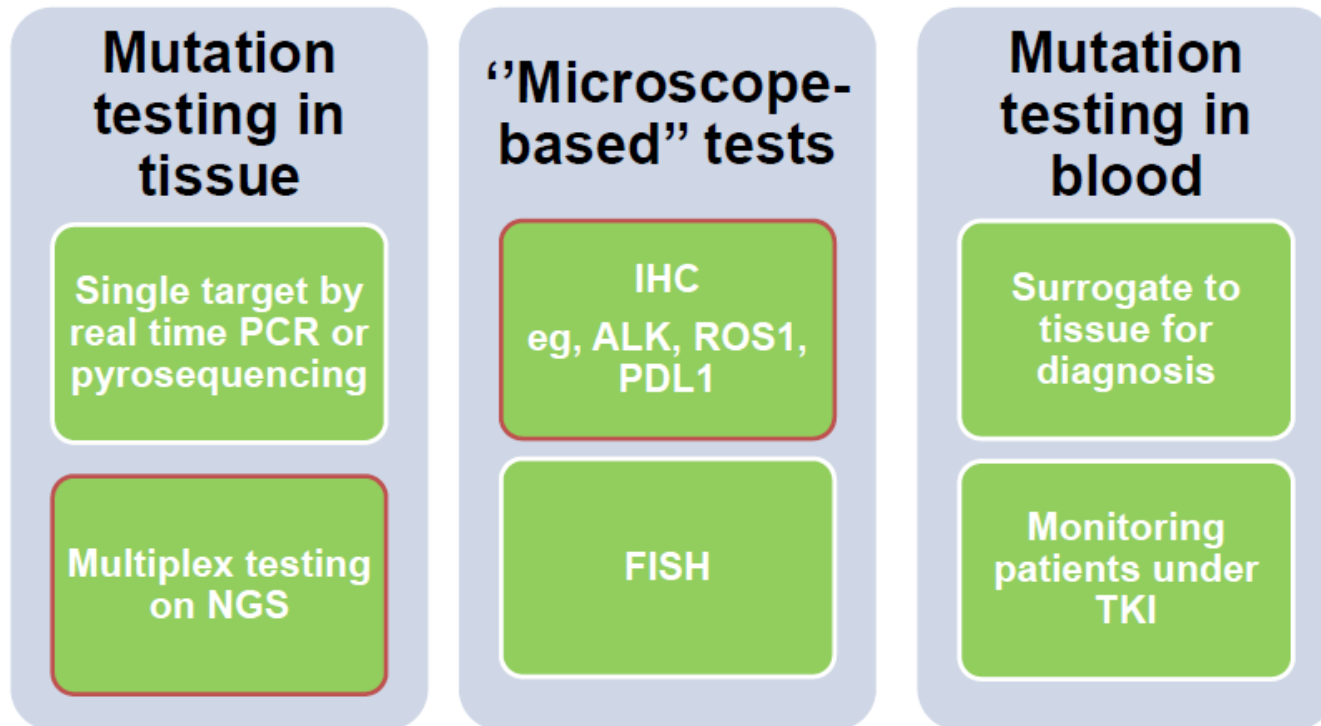 Mutation
testing in
tissue
Single target by
real time PCR or
pyrosequencing
Multiplex testing
on NGS
‘’Microscope-
based’’ tests
IHC
eg, ALK, ROS1,
PDL1
FISH
Mutation
testing in
blood
Surrogate to
tissue for
diagnosis
Monitoring
patients under
TKI